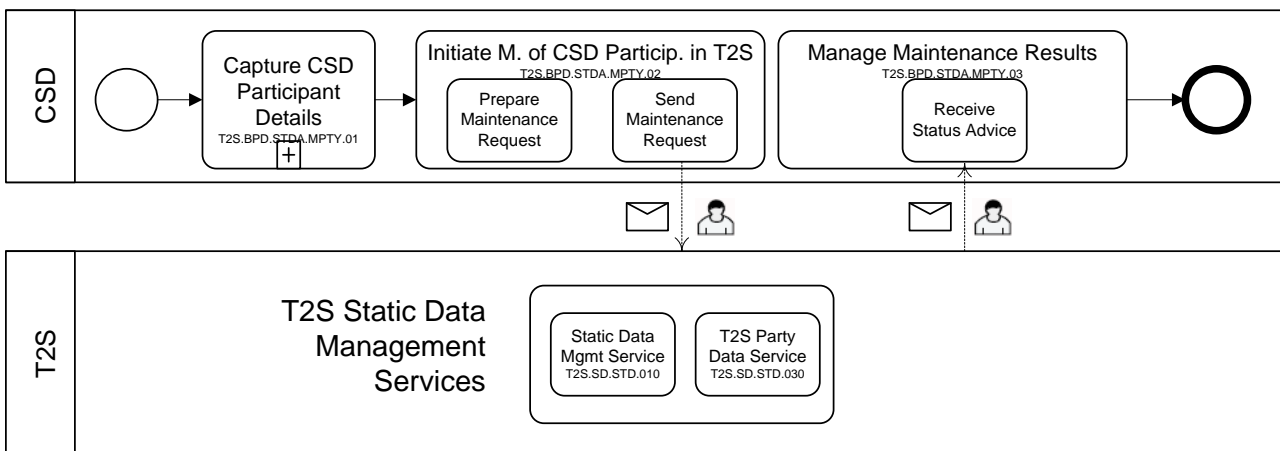 CSD
Capture CSD
Participant
Details
T2S.BPD.STDA.MPTY.01
Initiate M. of CSD Particip. in T2S
T2S.BPD.STDA.MPTY.02
Prepare
Maintenance
Request
Send
Maintenance
Request
Manage Maintenance Results
T2S.BPD.STDA.MPTY.03
Receive
Status Advice
T2S
T2S Static Data
Management
Services
Static Data
Mgmt Service
T2S.SD.STD.010
T2S Party
Data Service
T2S.SD.STD.030